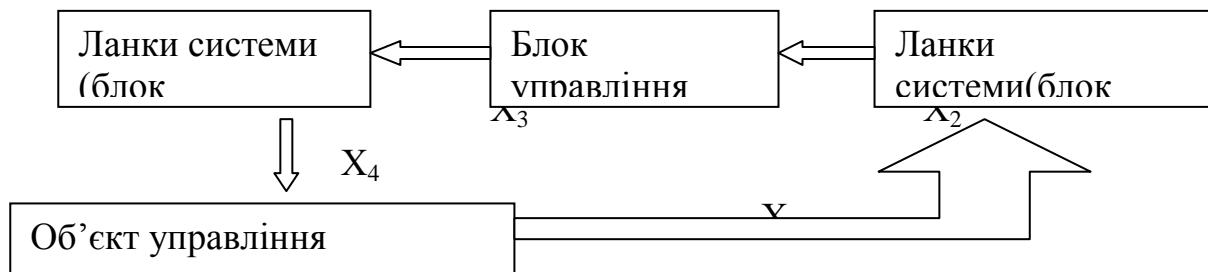 Ланки системи
(блок
Блок
управління
Ланки
системи(блок
X₃
X₂
X₄
X
Об’єкт управління